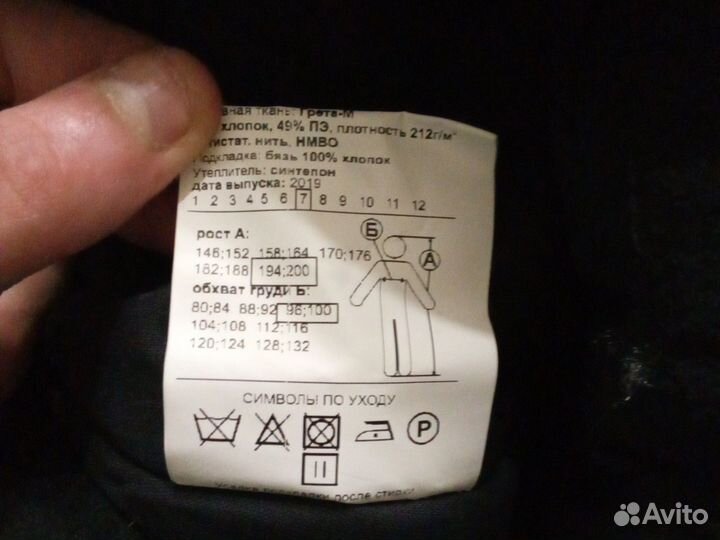 ткань: Грета-М
хлопок, 49% ПЭ, плотность 212г/м²
нить, НМВО
Подкладка: бязь 100% хлопок
Утеплитель: синтепон
дата выпуска: 2019
1 2 3 4 5 6 7 8 9 10 11 12
рост А:
146;152 158;164 170;176
182;188 194;200
обхват груди Б:
80;84 88;92 96;100
104;108 112;116
120;124 128;132
Б
А
СИМВОЛЫ ПО УХОДУ
P
после стирки
Avito